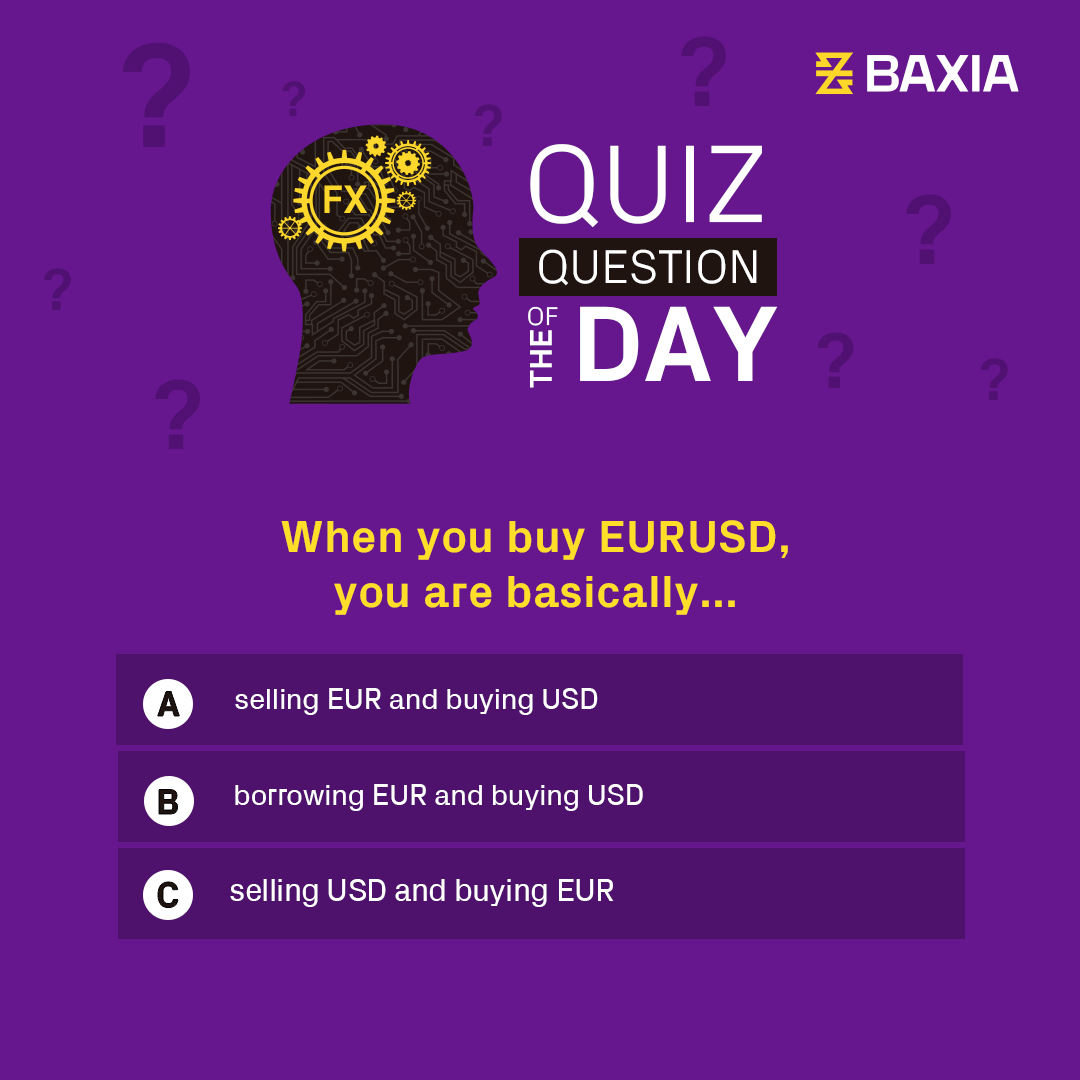 BAXIA
FX
QUIZ
QUESTION
OF THE DAY
When you buy EURUSD,
you are basically...
A selling EUR and buying USD
B borrowing EUR and buying USD
C selling USD and buying EUR